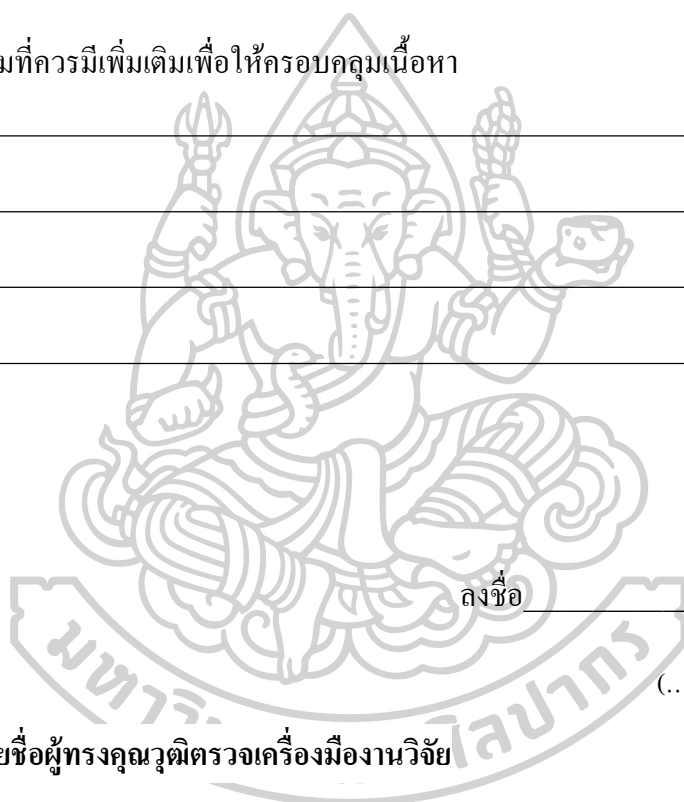 มที่ควรมีเพิ่มเติมเพื่อให้ครอบคลุมเนื้อหา
ลงชื่อ
(..
ยชื่อผู้ทรงคุณวุฒิตรวจเครื่องมืองานวิจัย